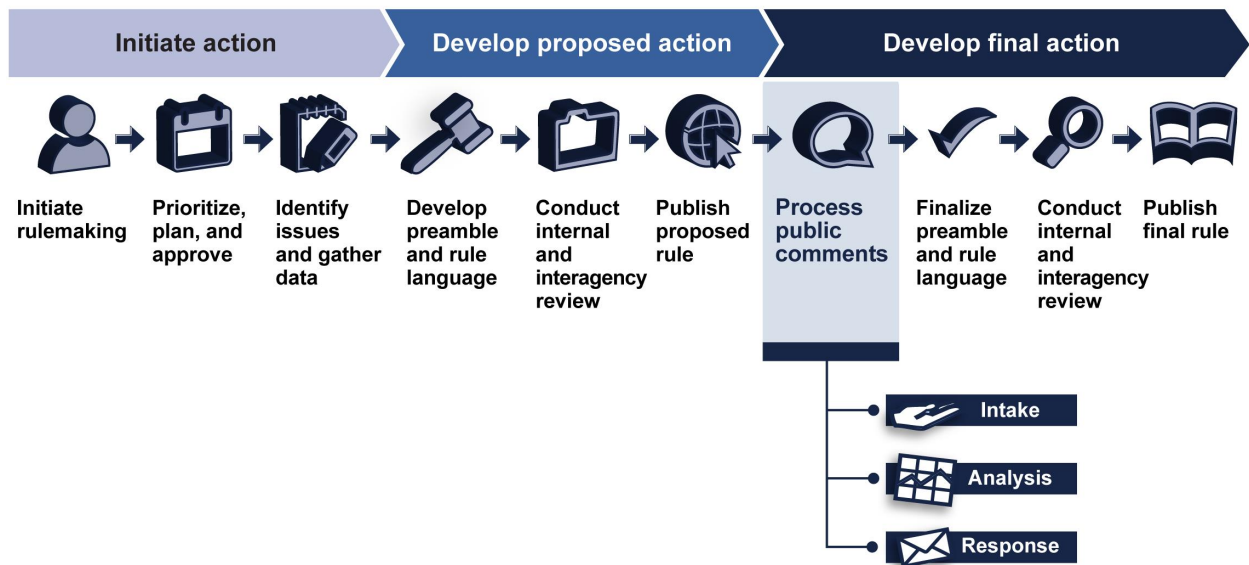 Initiate action
Develop proposed action
Develop final action
Initiate
rulemaking
Prioritize,
plan, and
approve
Identify
issues
and gather
data
Develop
preamble
and rule
language
Conduct
internal
and
interagency
review
Publish
proposed
rule
Process
public
comments
Finalize
preamble
and rule
language
Conduct
internal
and
interagency
review
Publish
final rule
Intake
Analysis
Response